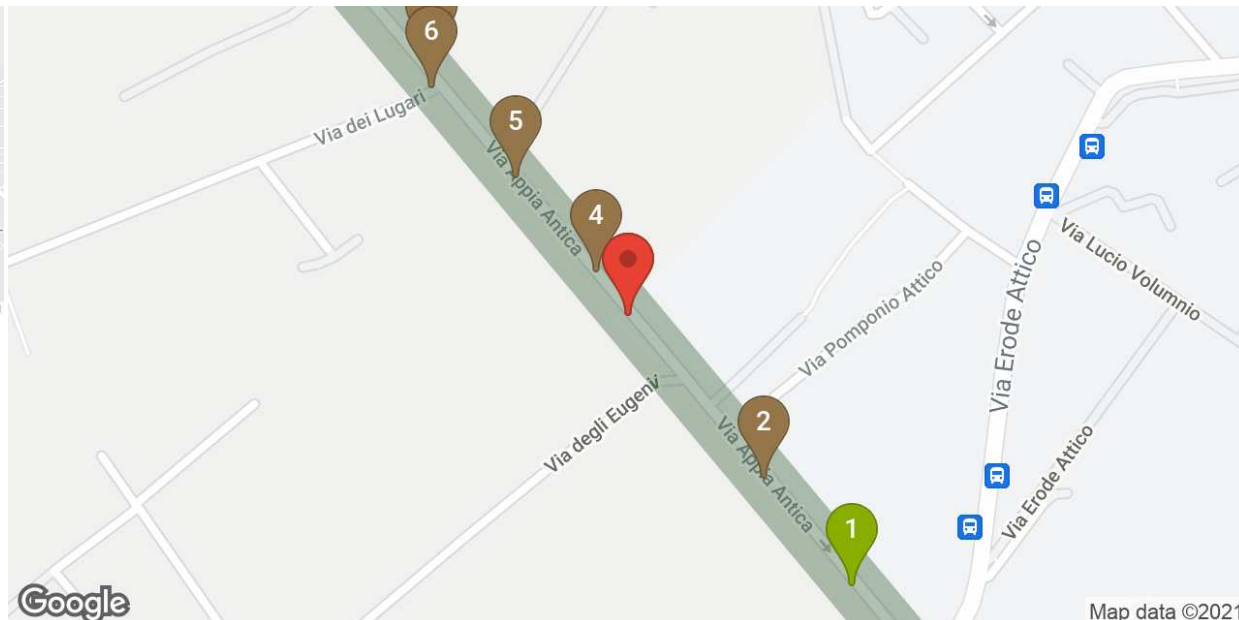 6
Via dei Lugari
5
Via Appia Antica
4
Via Lucio Volumnio
Via Pomponio Attico
Via Erode Attico
Via degli Eugenii
2
Via Appia Antica
Via Erode Attico
1
Google
Map data ©2021